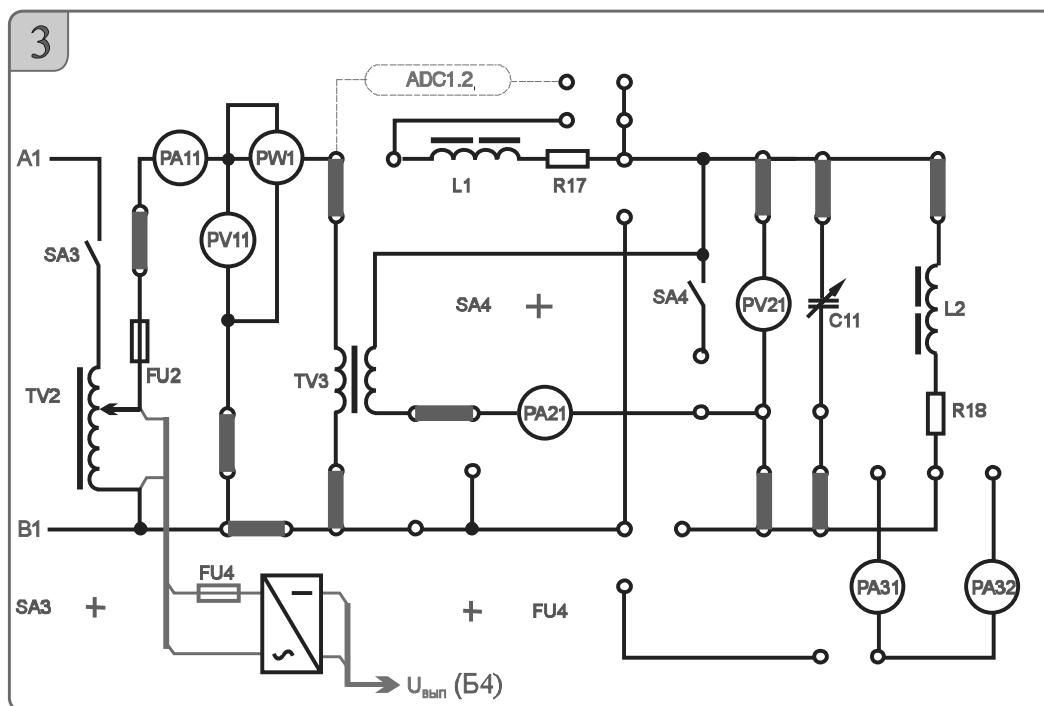 3
ADC1.2
A1
PA11
PW1
L1
R17
PV11
SA3
SA4
SA4
PV21
C11
L2
FU2
TV3
TV2
PA21
R18
B1
FU4
SA3
FU4
PA31
PA32
Uвып (Б4)